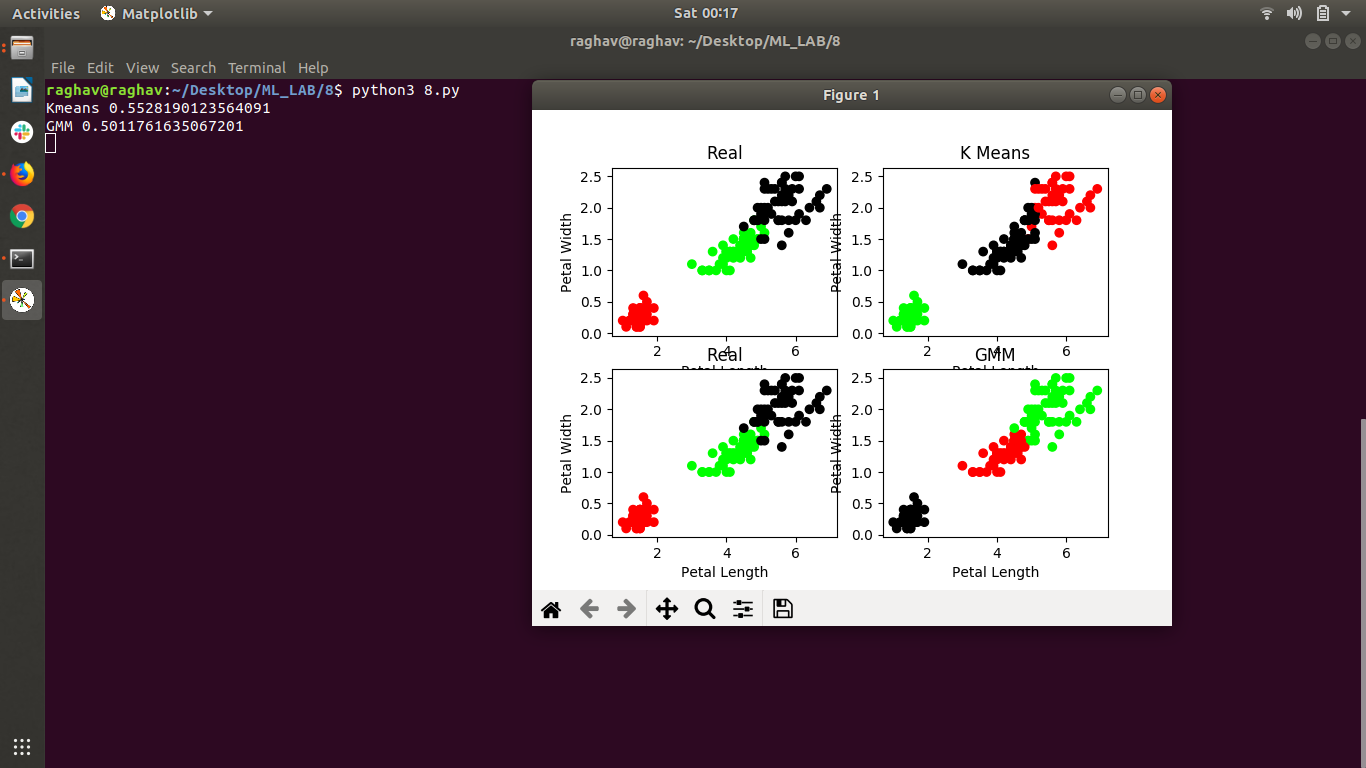 Activities Matplotlib Sat 00:17
raghav@raghav: ~/Desktop/ML_LAB/8
File Edit View Search Terminal Help
raghav@raghav:~/Desktop/ML_LAB/8$ python3 8.py
Kmeans 0.5528190123564091
GMM 0.5011761635067201
Figure 1
Real
2.5
2.0
1.5
1.0
0.5
0.0
Petal Width
2 4 6
Petal Length
K Means
2.5
2.0
1.5
1.0
0.5
0.0
Petal Width
2 4 6
Petal Length
Real
2.5
2.0
1.5
1.0
0.5
0.0
Petal Width
2 4 6
Petal Length
GMM
2.5
2.0
1.5
1.0
0.5
0.0
Petal Width
2 4 6
Petal Length